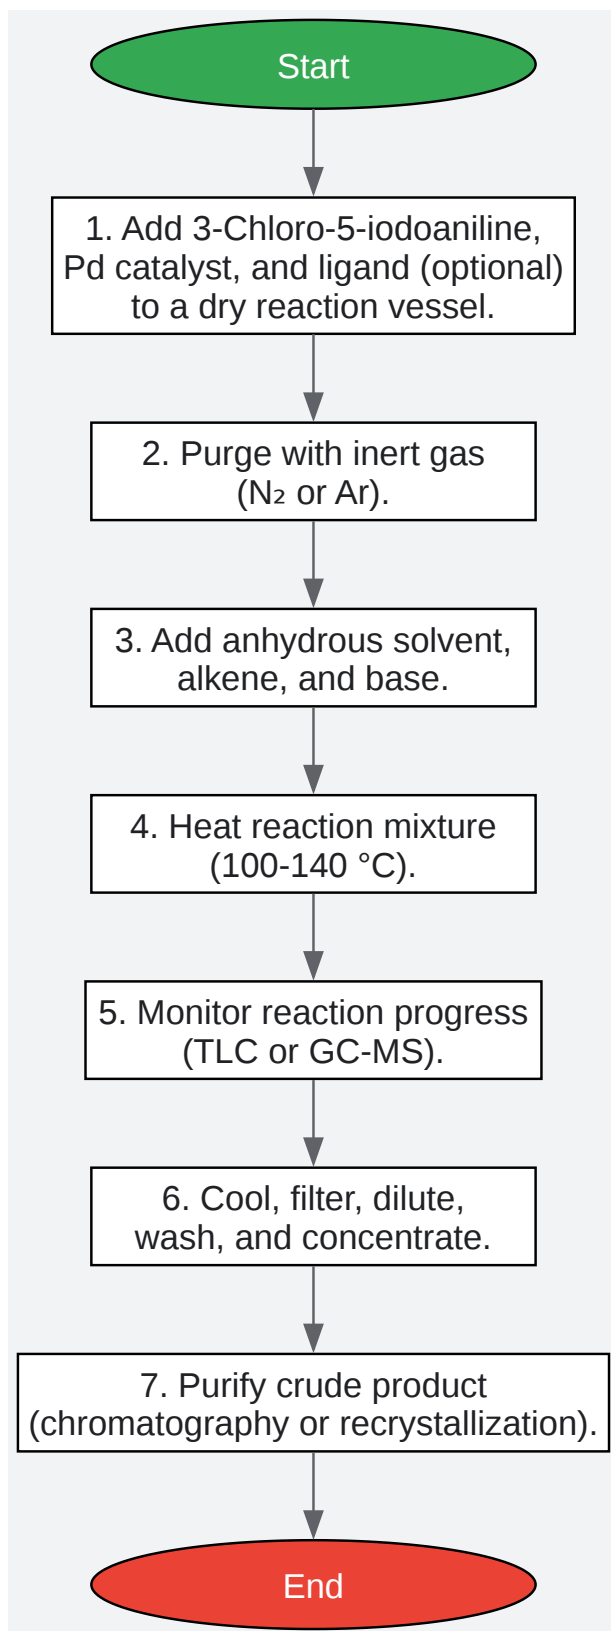 Start
1. Add 3-Chloro-5-iodoaniline,
Pd catalyst, and ligand (optional)
to a dry reaction vessel.
2. Purge with inert gas
(N₂ or Ar).
3. Add anhydrous solvent,
alkene, and base.
4. Heat reaction mixture
(100-140 °C).
5. Monitor reaction progress
(TLC or GC-MS).
6. Cool, filter, dilute,
wash, and concentrate.
7. Purify crude product
(chromatography or recrystallization).
End